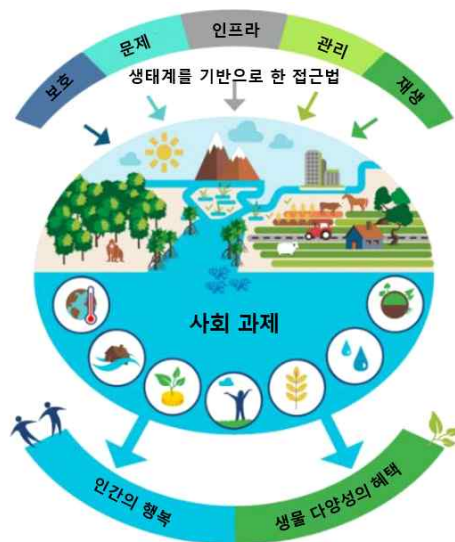 보호
문제
인프라
관리
재생
생태계를 기반으로 한 접근법
사회 과제
인간의 행복
생물 다양성의 혜택